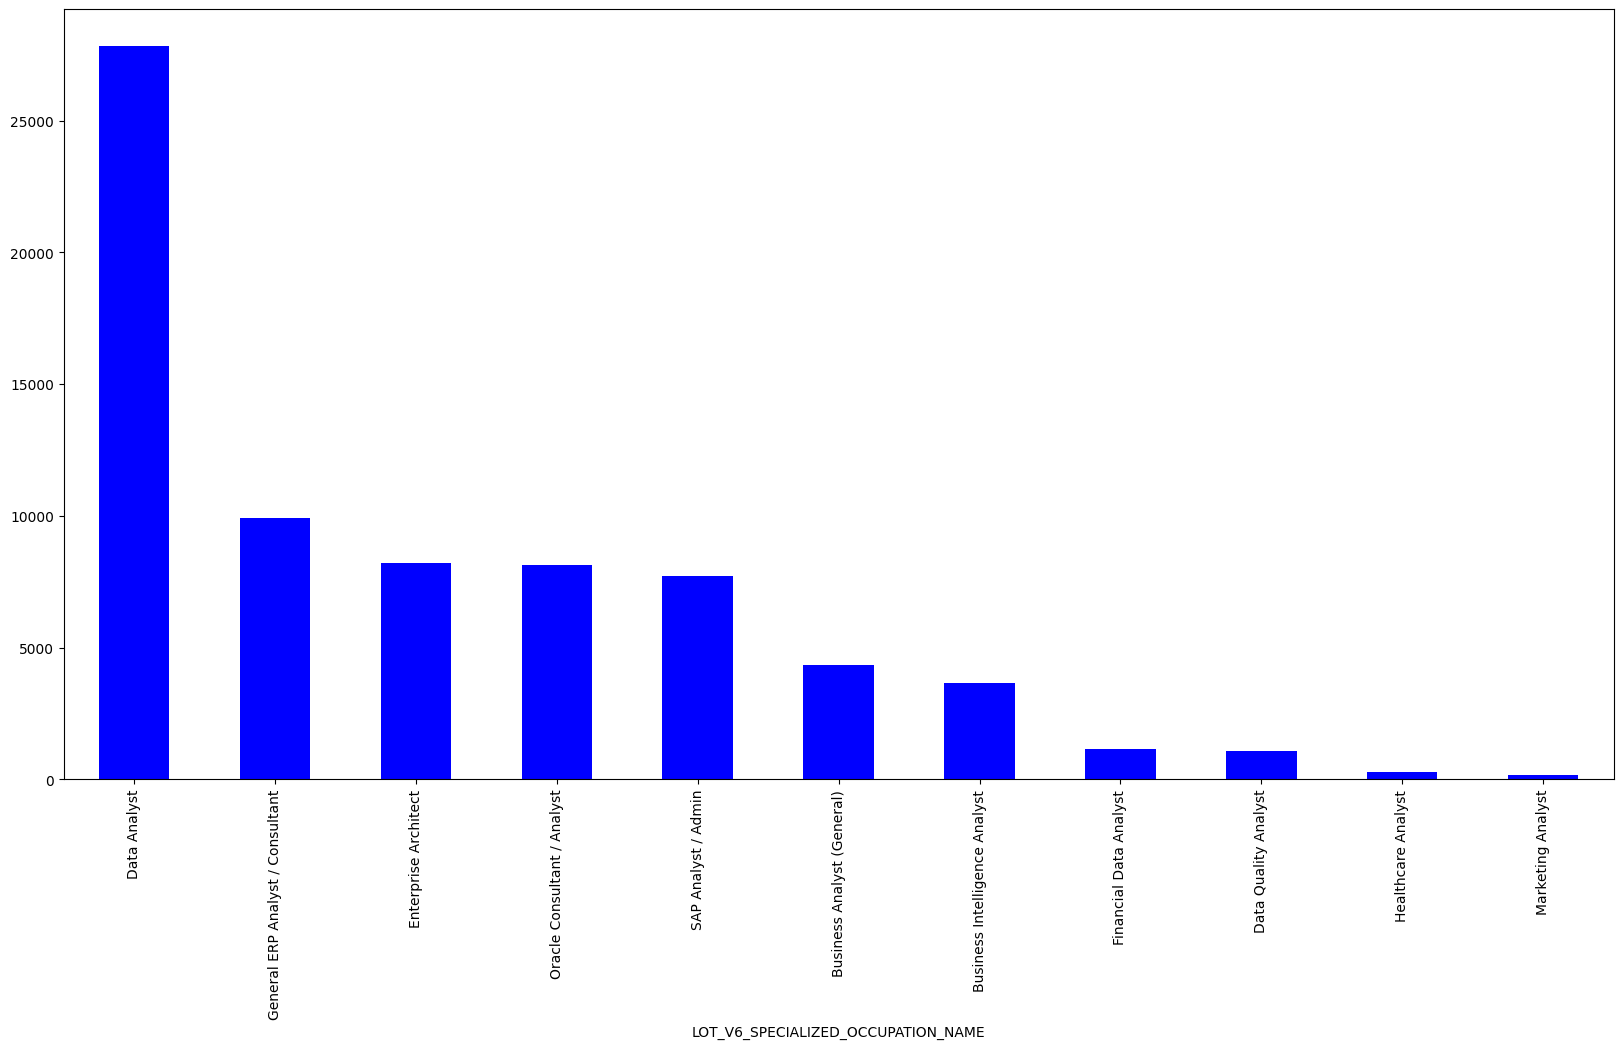 25000
20000
15000
10000
5000
0
Data Analyst
General ERP Analyst / Consultant
Enterprise Architect
Oracle Consultant / Analyst
SAP Analyst / Admin
Business Analyst (General)
Business Intelligence Analyst
Financial Data Analyst
Data Quality Analyst
Healthcare Analyst
Marketing Analyst
LOT_V6_SPECIALIZED_OCCUPATION_NAME